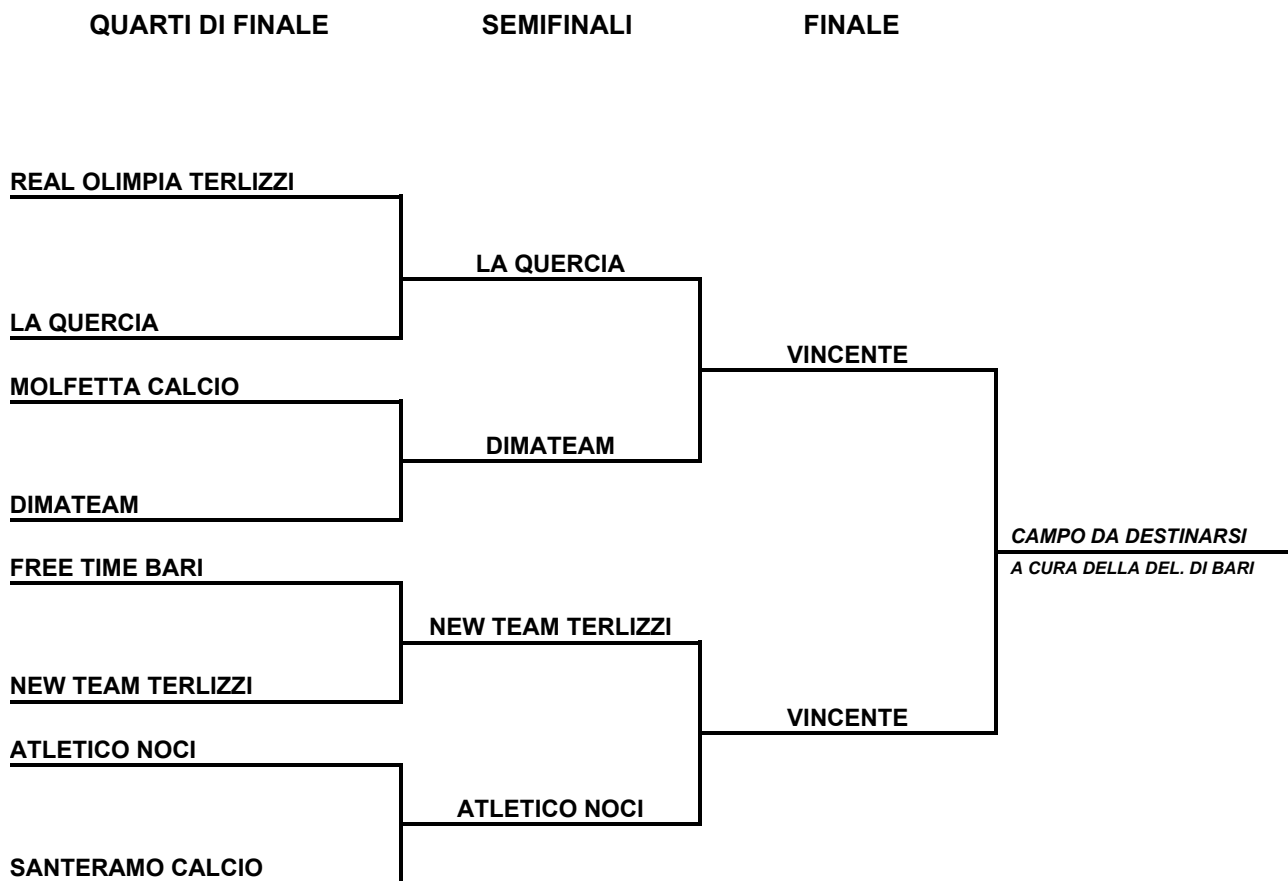 QUARTI DI FINALE SEMIFINALI FINALE
REAL OLIMPIA TERLIZZI
LA QUERCIA
LA QUERCIA
VINCENTE
MOLFETTA CALCIO
DIMATEAM
DIMATEAM
CAMPO DA DESTINARSI
A CURA DELLA DEL. DI BARI
FREE TIME BARI
NEW TEAM TERLIZZI
NEW TEAM TERLIZZI
VINCENTE
ATLETICO NOCI
ATLETICO NOCI
SANTERAMO CALCIO